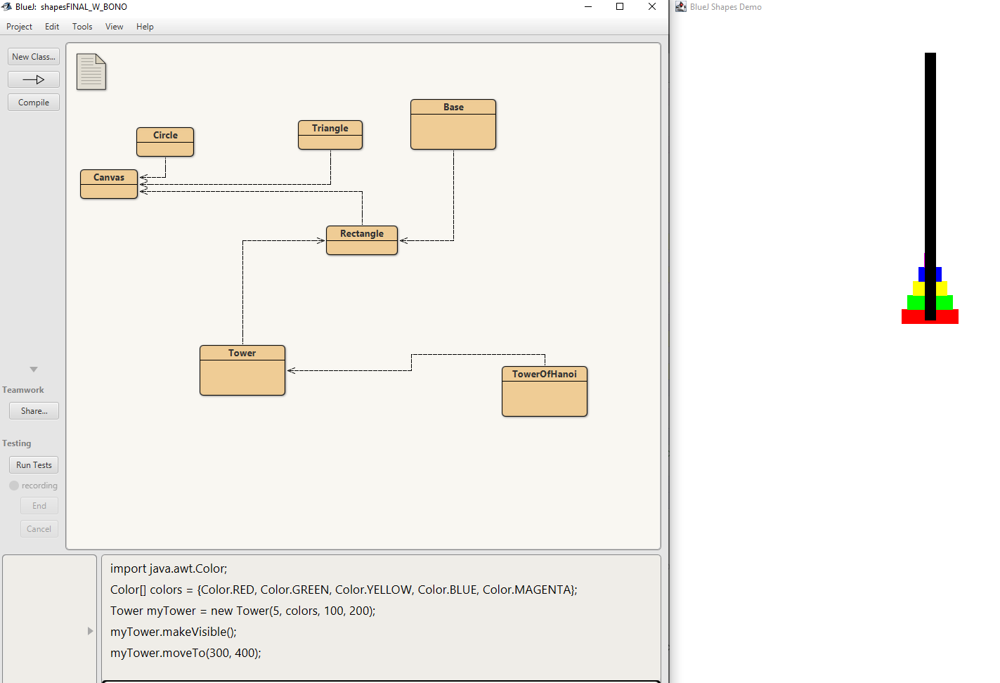 BlueJ: shapesFINAL_W_BONO
BlueJ Shapes Demo
Project Edit Tools View Help
New Class...
Compile
Base
Triangle
Circle
Canvas
Rectangle
Tower
TowerOfHanoi
Teamwork
Share...
Testing
Run Tests
recording
End
Cancel
import java.awt.Color;
Color[] colors = {Color.RED, Color.GREEN, Color.YELLOW, Color.BLUE, Color.MAGENTA};
Tower myTower = new Tower(5, colors, 100, 200);
myTower.makeVisible();
myTower.moveTo(300, 400);